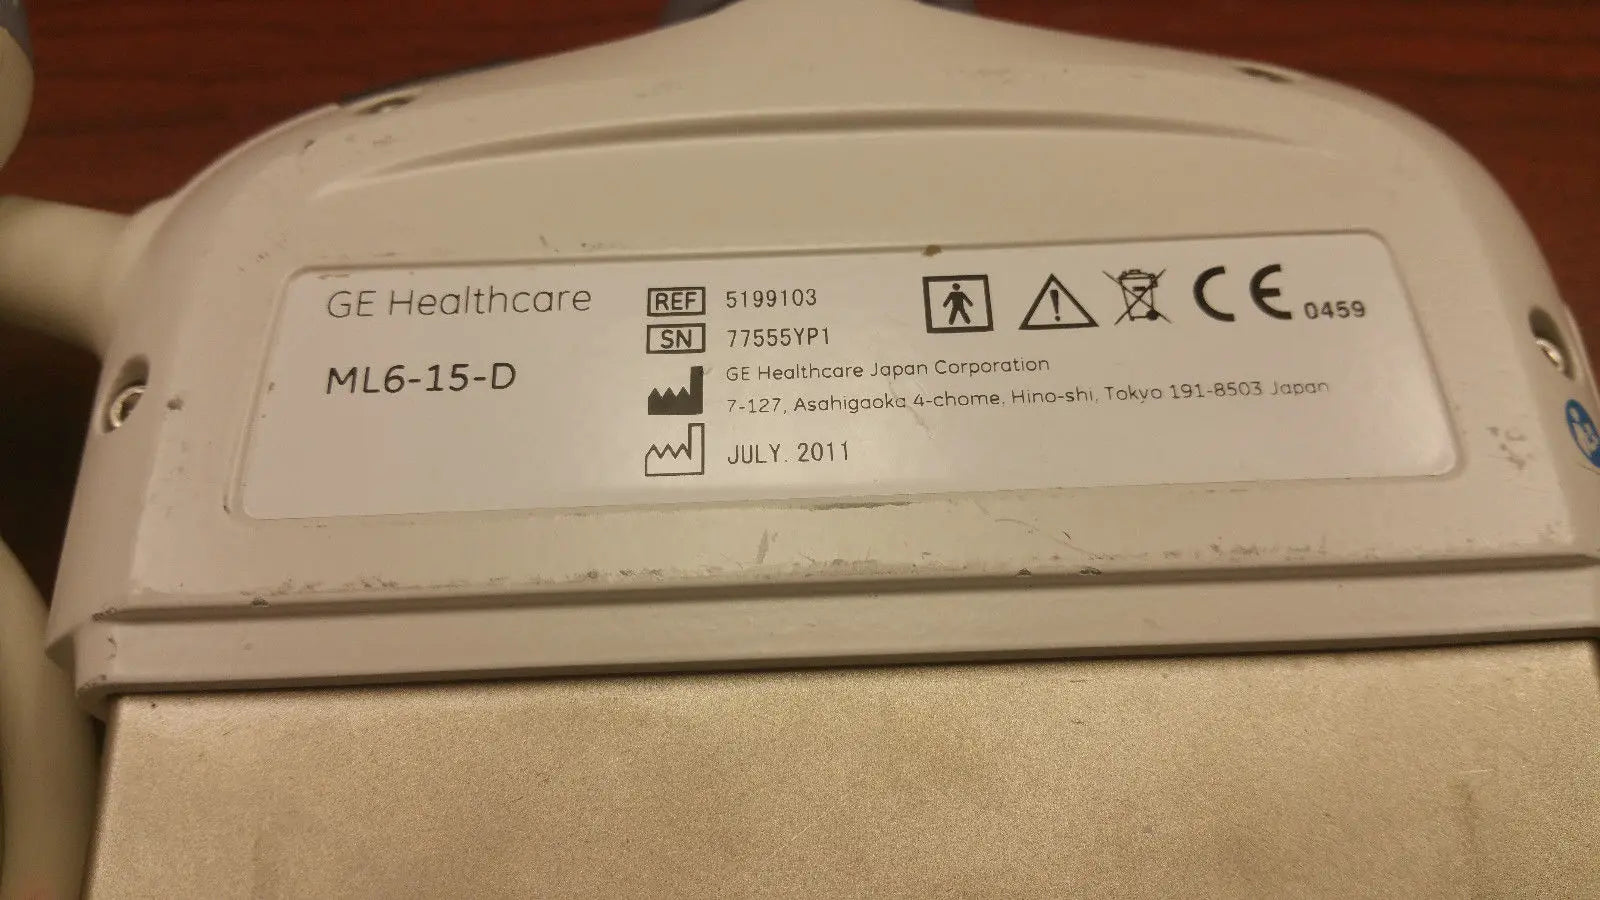 GE Healthcare
ML6-15-D
REF 5199103
SN 77555YP1
GE Healthcare Japan Corporation
7-127, Asahigaoka 4-chome, Hino-shi, Tokyo 191-8503 Japan
JULY. 2011
CE 0459